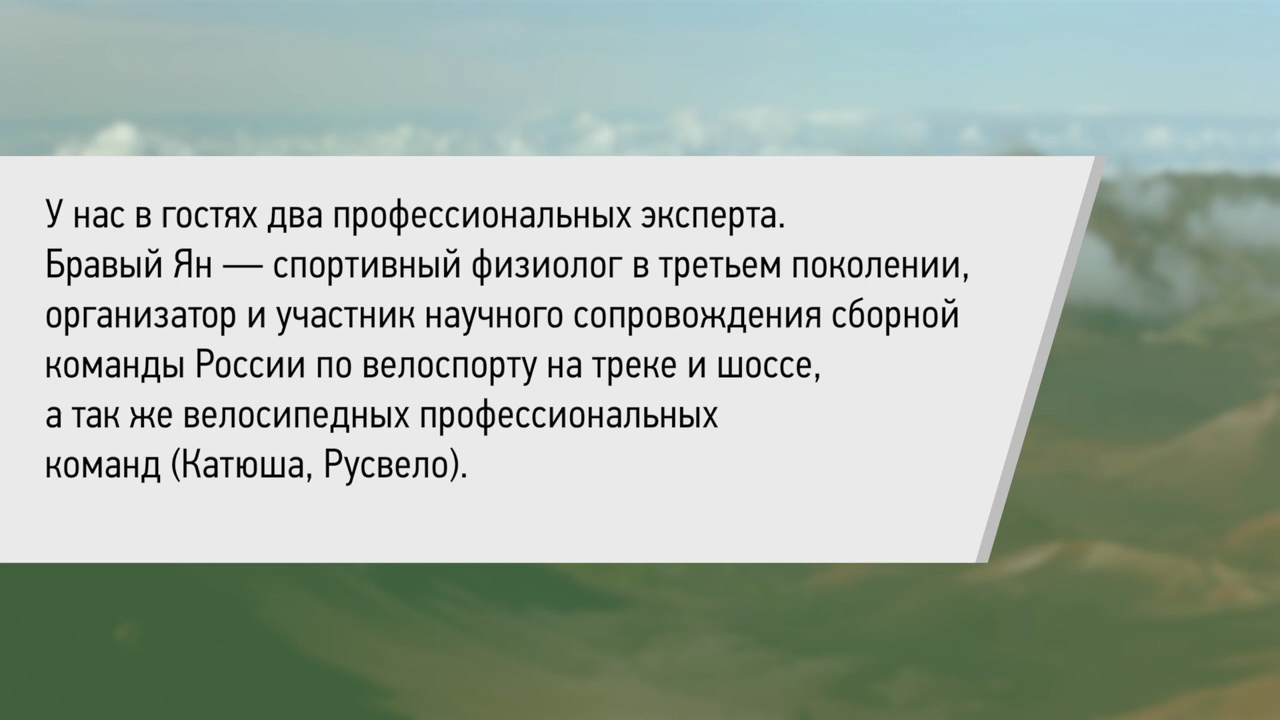 У нас в гостях два профессиональных эксперта.
Бравый Ян — спортивный физиолог в третьем поколении,
организатор и участник научного сопровождения сборной
команды России по велоспорту на треке и шоссе,
а так же велосипедных профессиональных
команд (Катюша, Русвело).